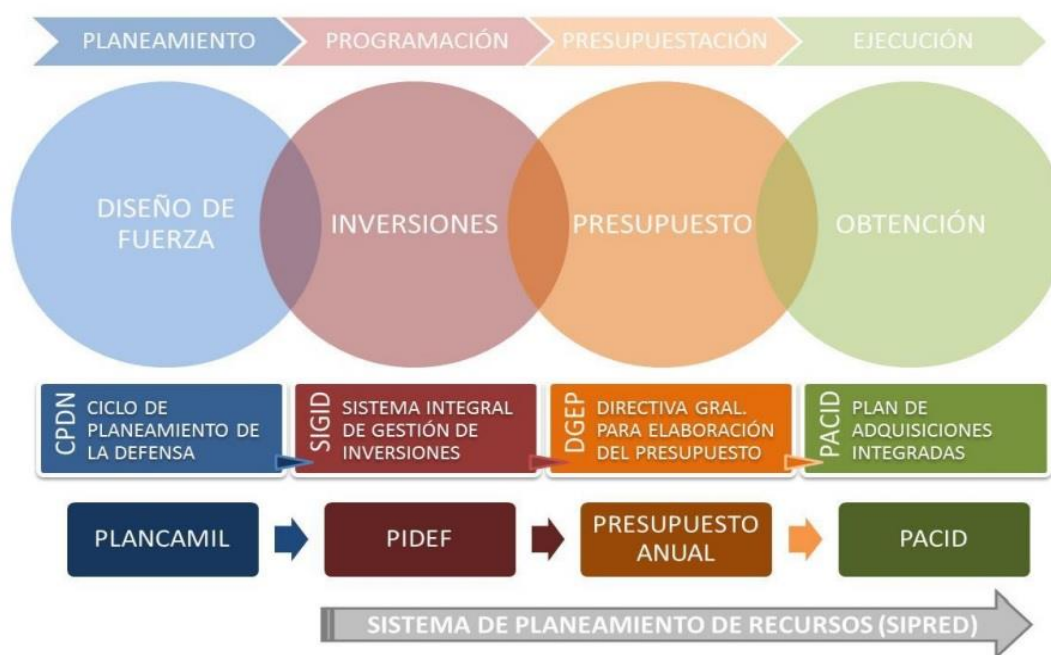 PLANEAMIENTO
PROGRAMACIÓN
PRESUPUESTACIÓN
EJECUCIÓN
DISEÑO DE
FUERZA
INVERSIONES
PRESUPUESTO
OBTENCIÓN
CPDN
CICLO DE
PLANEAMIENTO DE
LA DEFENSA
SIGID
SISTEMA INTEGRAL
DE GESTIÓN DE
INVERSIONES
DGEP
DIRECTIVA GRAL.
PARA ELABORACIÓN
DEL PRESUPUESTO
PACID
PLAN DE
ADQUISICIONES
INTEGRADAS
PLANCAMIL
PIDEF
PRESUPUESTO
ANUAL
PACID
SISTEMA DE PLANEAMIENTO DE RECURSOS (SIPRED)